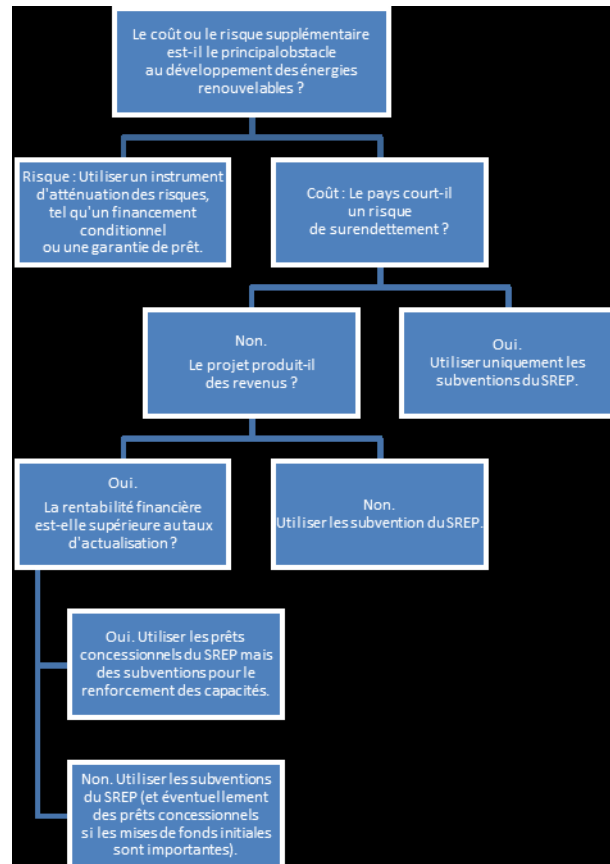 Le coût ou le risque supplémentaire
est-il le principalobstacle
au développement des énergies
renouvelables ?
Risque : Utiliser un instrument
d'atténuation des risques,
tel qu'un financement
conditionnel
ou une garantie de prêt.
Coût : Le pays court-il
un risque
de surendettement ?
Non.
Le projet produit-il
des revenus ?
Oui.
Utiliser uniquement les
subventions du SREP.
Oui.
La rentabilité financière
est-elle supérieure au taux
d'actualisation ?
Non.
Utiliser les subvention du SREP.
Oui. Utiliser les prêts
concessionnels du SREP mais
des subventions pour le
renforcement des capacités.
Non. Utiliser les subventions
du SREP (et éventuellement
des prêts concessionnels
si les mises de fonds initiales
sont importantes).